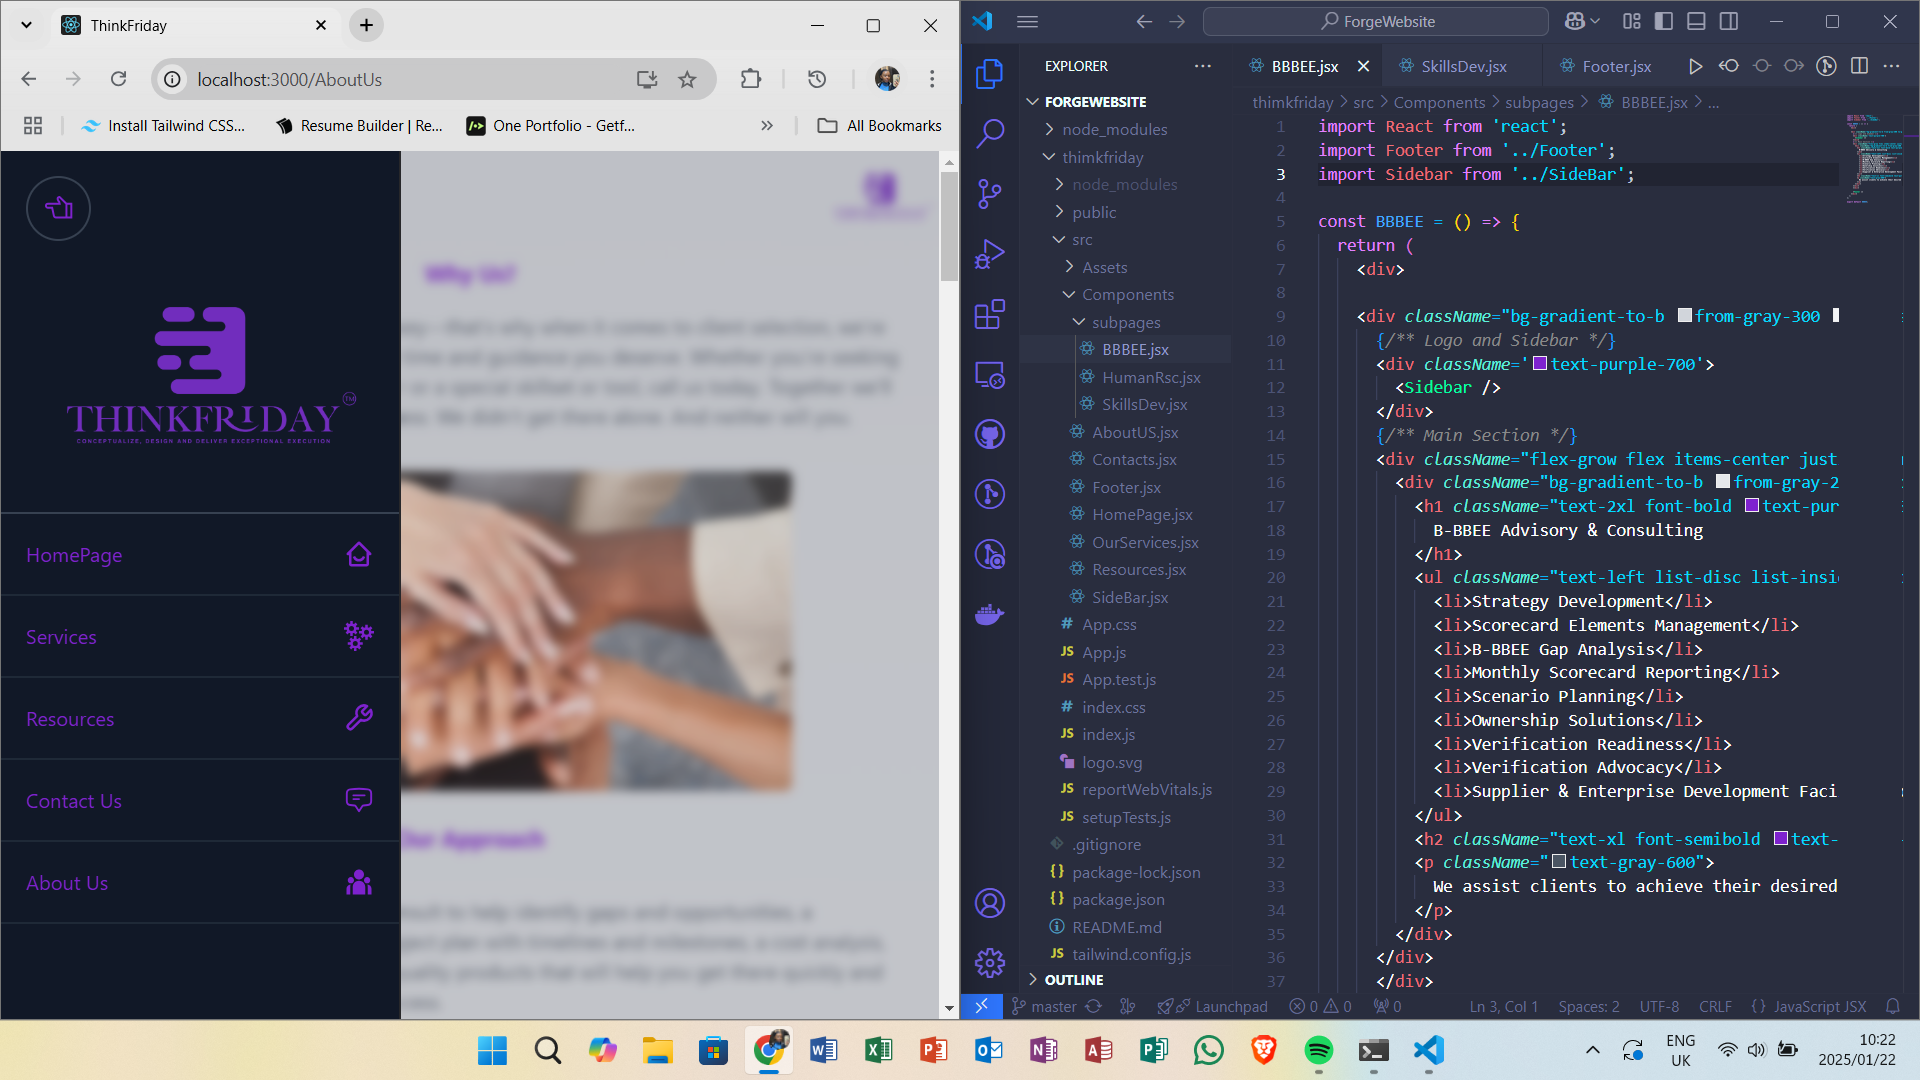 ThinkFriday
localhost:3000/AboutUs
Install Tailwind CSS...
Resume Builder | Re...
One Portfolio - Getf...
All Bookmarks
THINKFRIDAY
TM
CONCEPTUALIZE, DESIGN AND DELIVER EXCEPTIONAL EXECUTION
HomePage
Services
Resources
Contact Us
About Us
Why Us?
Our Approach
ForgeWebsite
EXPLORER
FORGEWEBSITE
node_modules
thimkfriday
node_modules
public
src
Assets
Components
subpages
BBBEE.jsx
HumanRsc.jsx
SkillsDev.jsx
AboutUS.jsx
Contacts.jsx
Footer.jsx
HomePage.jsx
OurServices.jsx
Resources.jsx
SideBar.jsx
# App.css
JS App.js
JS App.test.js
# index.css
JS index.js
logo.svg
JS reportWebVitals.js
JS setupTests.js
.gitignore
{} package-lock.json
{} package.json
README.md
JS tailwind.config.js
OUTLINE
BBBEE.jsx
SkillsDev.jsx
Footer.jsx
thimkfriday > src > Components > subpages > BBBEE.jsx > ...
1 import React from 'react';
2 import Footer from '../Footer';
3 import Sidebar from '../SideBar';
4
5 const BBBEE = () => {
6 return (
7 <div>
8
9 <div className="bg-gradient-to-b from-gray-300
10 {/** Logo and Sidebar */}
11 <div className='text-purple-700'>
12 <Sidebar />
13 </div>
14 {/** Main Section */}
15 <div className="flex-grow flex items-center just
16 <div className="bg-gradient-to-b from-gray-2
17 <h1 className="text-2xl font-bold text-pur
18 B-BBEE Advisory & Consulting
19 </h1>
20 <ul className="text-left list-disc list-insi
21 <li>Strategy Development</li>
22 <li>Scorecard Elements Management</li>
23 <li>B-BBEE Gap Analysis</li>
24 <li>Monthly Scorecard Reporting</li>
25 <li>Scenario Planning</li>
26 <li>Ownership Solutions</li>
27 <li>Verification Readiness</li>
28 <li>Verification Advocacy</li>
29 <li>Supplier & Enterprise Development Faci
30 </ul>
31 <h2 className="text-xl font-semibold text-
32 <p className="text-gray-600">
33 We assist clients to achieve their desired
34 </p>
35 </div>
36 </div>
37 </div>
master
Launchpad
0
0
0
Ln 3, Col 1
Spaces: 2
UTF-8
CRLF
{} JavaScript JSX
ENG
UK
10:22
2025/01/22